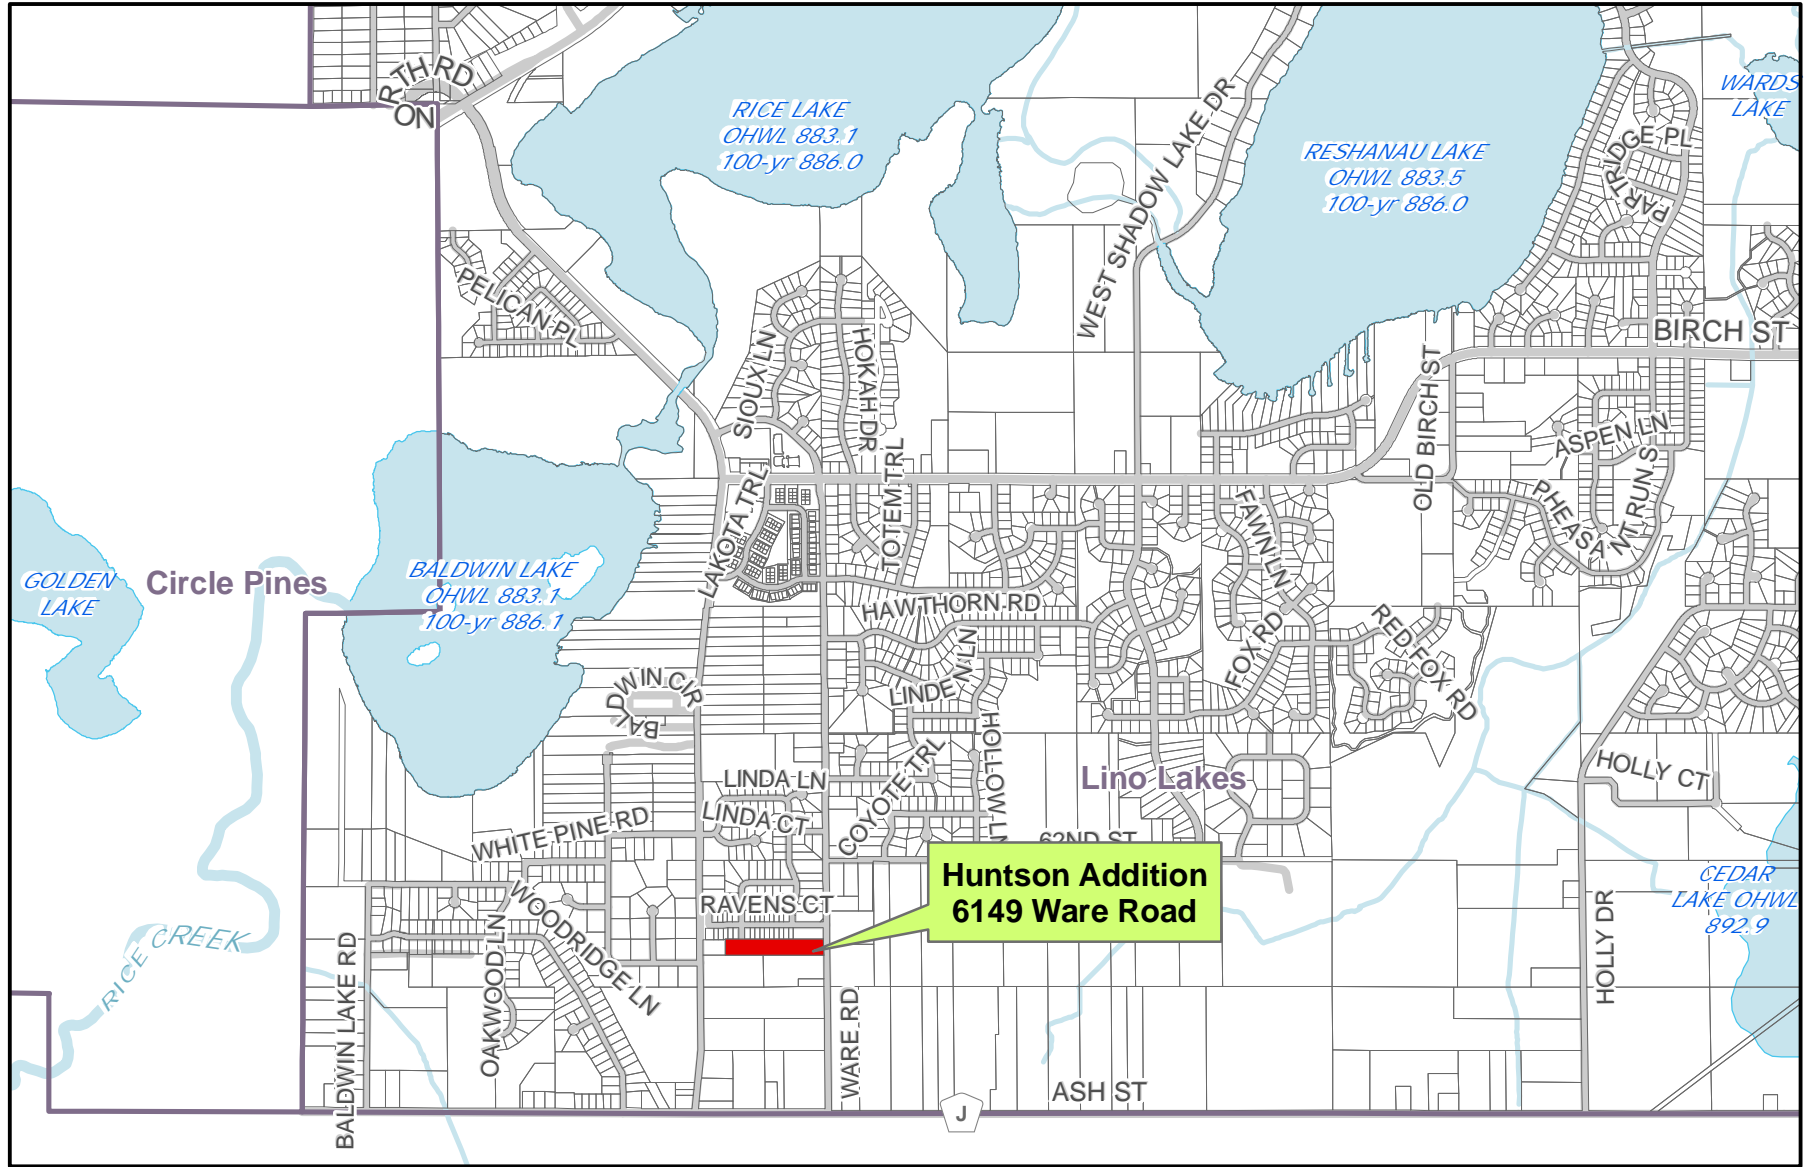 NORTH RD
RICE LAKE
OHWL 883.1
100-yr 886.0
WEST SHADOW LAKE DR
RESHANAU LAKE
OHWL 883.5
100-yr 886.0
WARDS
LAKE
PARTRIDGE PL
PELICAN PL
SIOUX LN
HOKAH DR
BIRCH ST
OLD BIRCH ST
ASPEN LN
PHEASANT RUN S
LAKOTA TRL
TOTEM TRL
FAWN LN
GOLDEN
LAKE
Circle Pines
BALDWIN LAKE
OHWL 883.1
100-yr 886.1
HAWTHORN RD
LINDEN LN
FOX RD
RED FOX RD
BALDWIN CIR
HOLLOW LN
LINDA LN
COYOTE TRL
Lino Lakes
HOLLY CT
LINDA CT
WHITE PINE RD
62ND ST
Huntson Addition
6149 Ware Road
CEDAR
LAKE OHWL
892.9
RAVENS CT
WOODRIDGE LN
OAKWOOD LN
RICE CREEK
BALDWIN LAKE RD
WARE RD
HOLLY DR
ASH ST
J